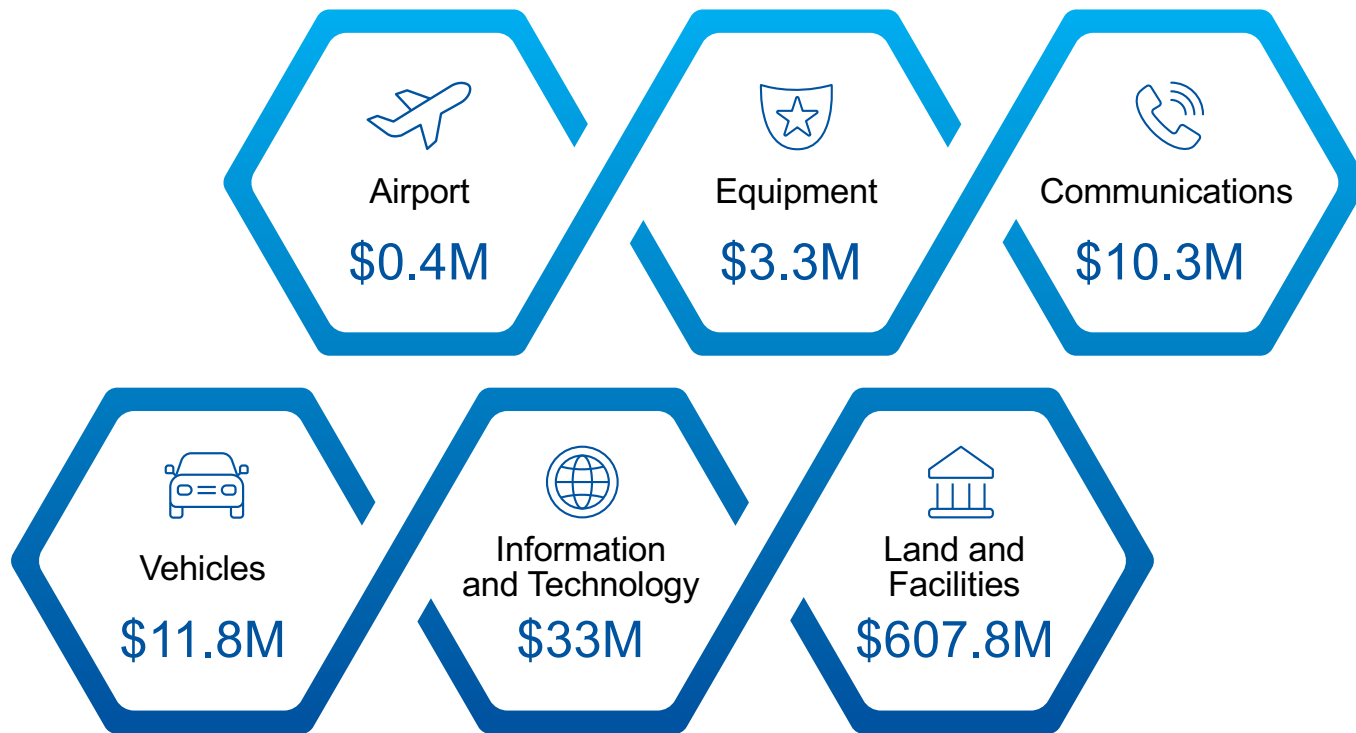 Airport
$0.4M
Equipment
$3.3M
Communications
$10.3M
Vehicles
$11.8M
Information
and Technology
$33M
Land and
Facilities
$607.8M